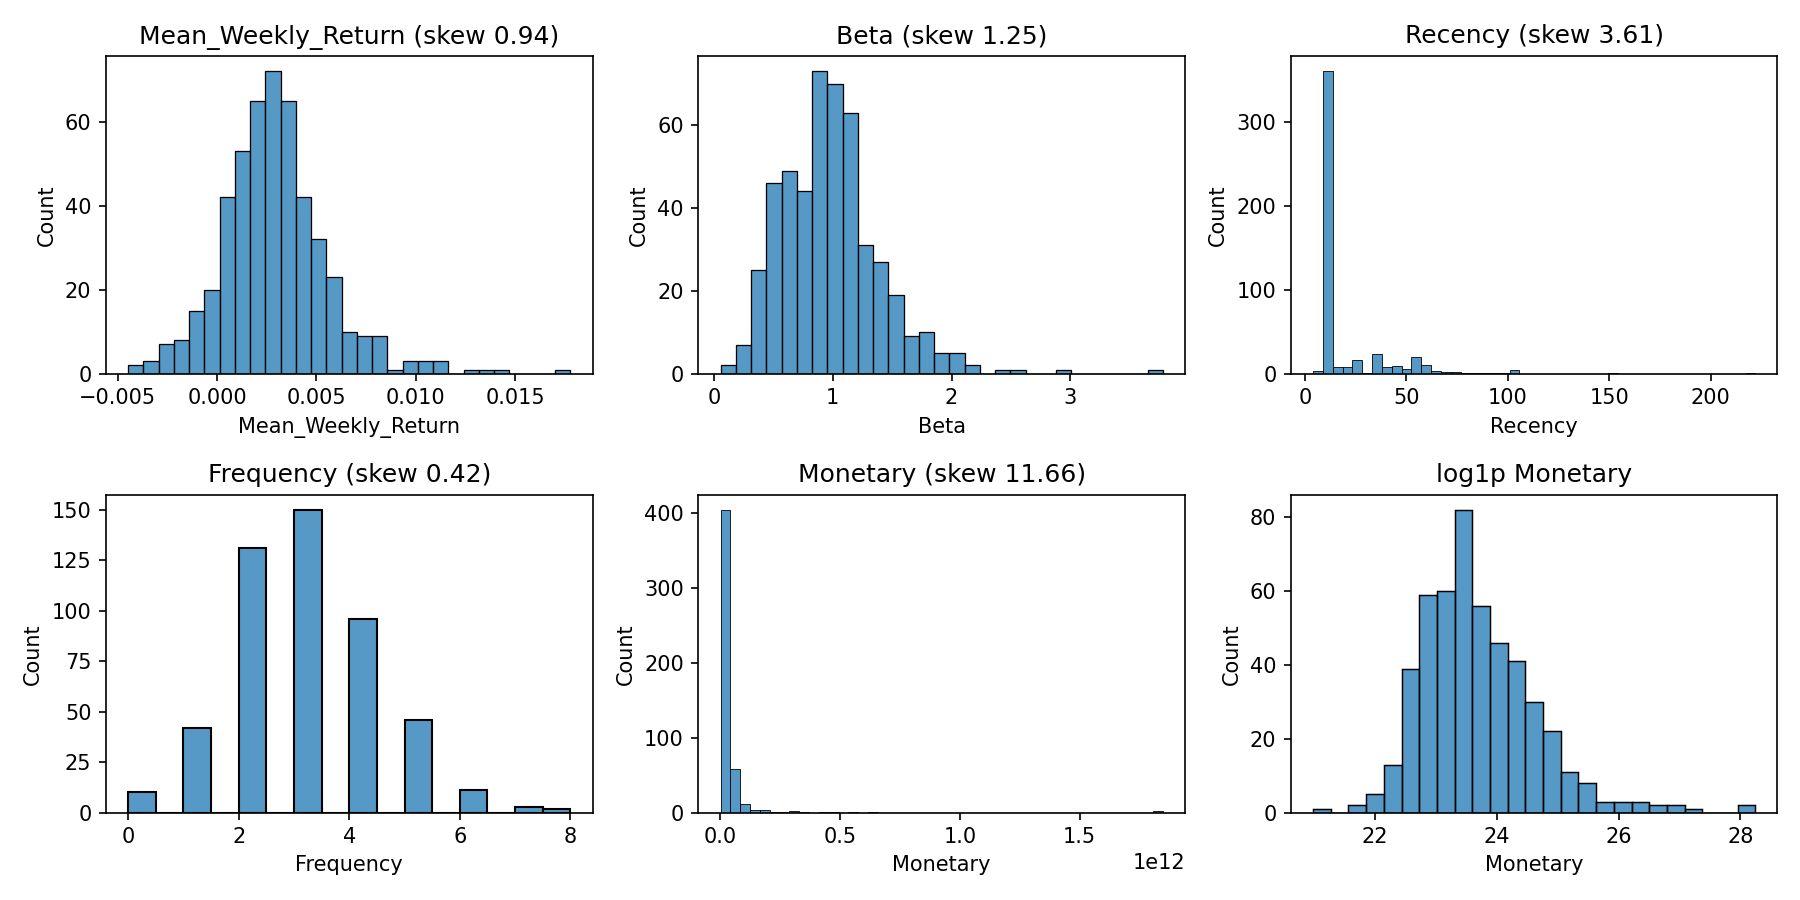 Mean_Weekly_Return (skew 0.94)
Count
0
20
40
60
−0.005
0.000
0.005
0.010
0.015
Mean_Weekly_Return
Beta (skew 1.25)
Count
0
20
40
60
0
1
2
3
Beta
Recency (skew 3.61)
Count
0
100
200
300
0
50
100
150
200
Recency
Frequency (skew 0.42)
Count
0
25
50
75
100
125
150
0
2
4
6
8
Frequency
Monetary (skew 11.66)
Count
0
100
200
300
400
0.0
0.5
1.0
1.5
1e12
Monetary
log1p Monetary
Count
0
20
40
60
80
22
24
26
28
Monetary